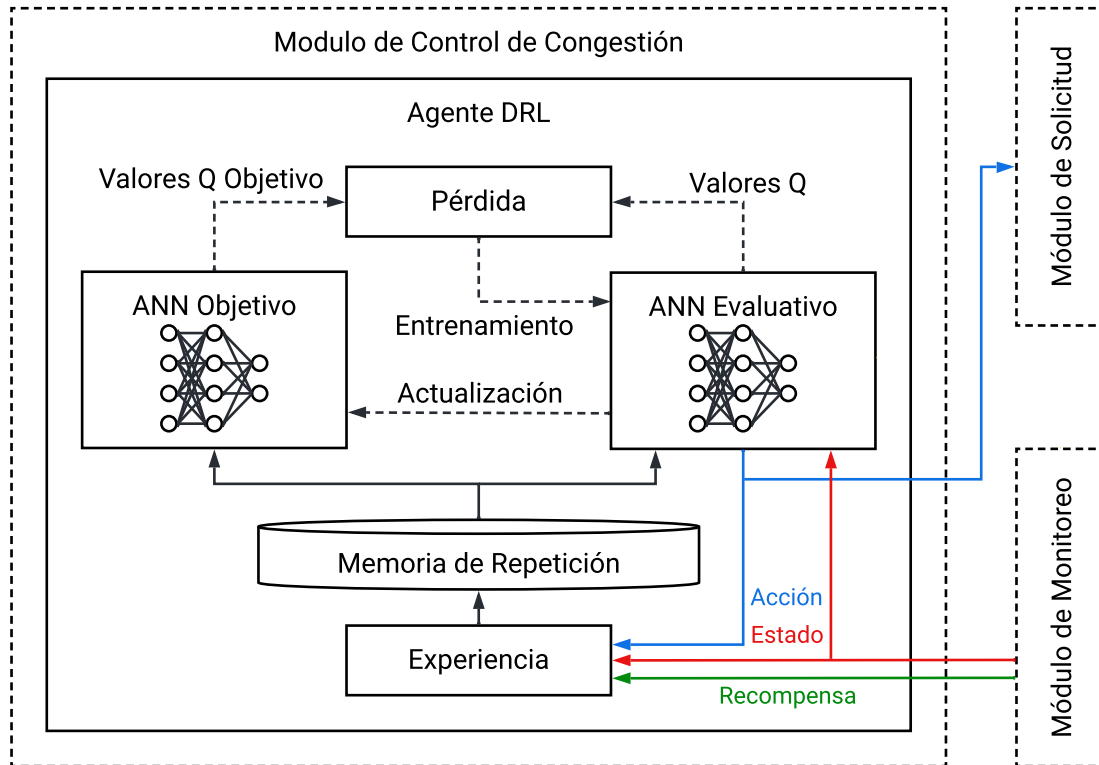 Modulo de Control de Congestión
Agente DRL
Valores Q Objetivo
Pérdida
Valores Q
ANN Objetivo
ANN Evaluativo
Entrenamiento
Actualización
Memoria de Repetición
Experiencia
Acción
Estado
Recompensa
Módulo de Solicitud
Módulo de Monitoreo